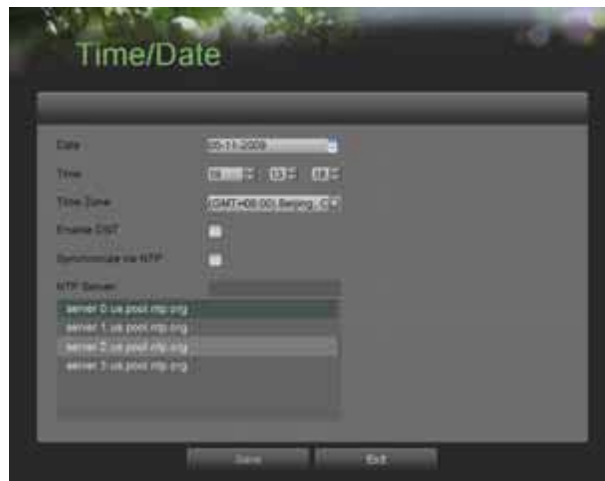 Time/Date
Date 05-11-2009
Time
Time Zone (GMT+08:00) Beijing, C
Enable DST
Synchronize via NTP
NTP Server
server 0.us.pool.ntp.org
server 1.us.pool.ntp.org
server 2.us.pool.ntp.org
server 3.us.pool.ntp.org
Save Exit